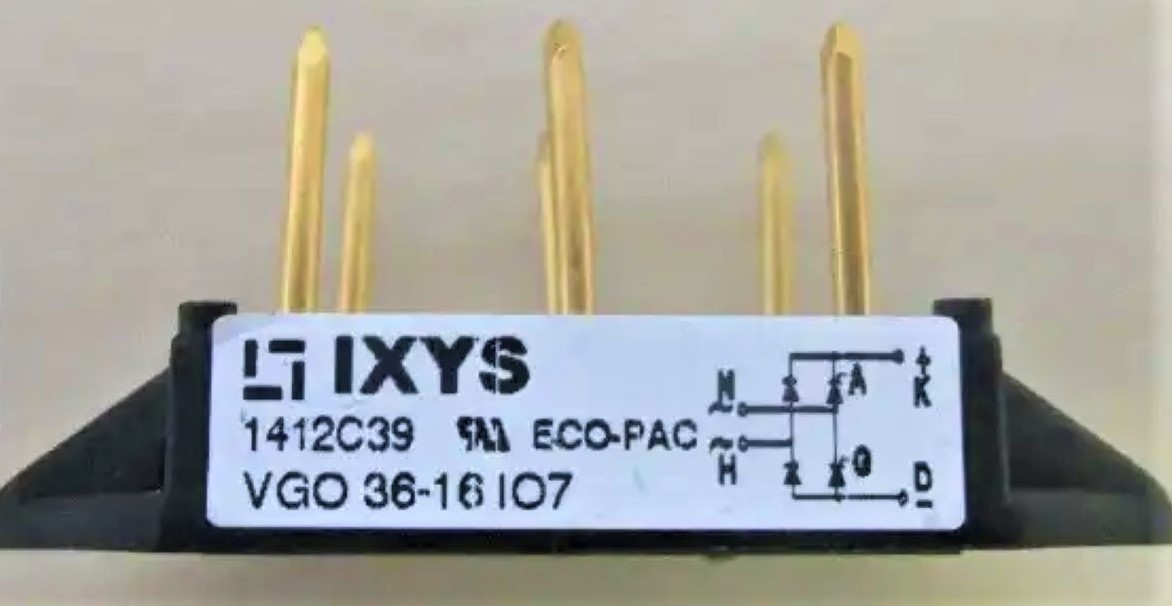 IXYS
1412C39 ECO-PAC
VGO 36-16 IO7
N
~
~
H
A
K
G
D